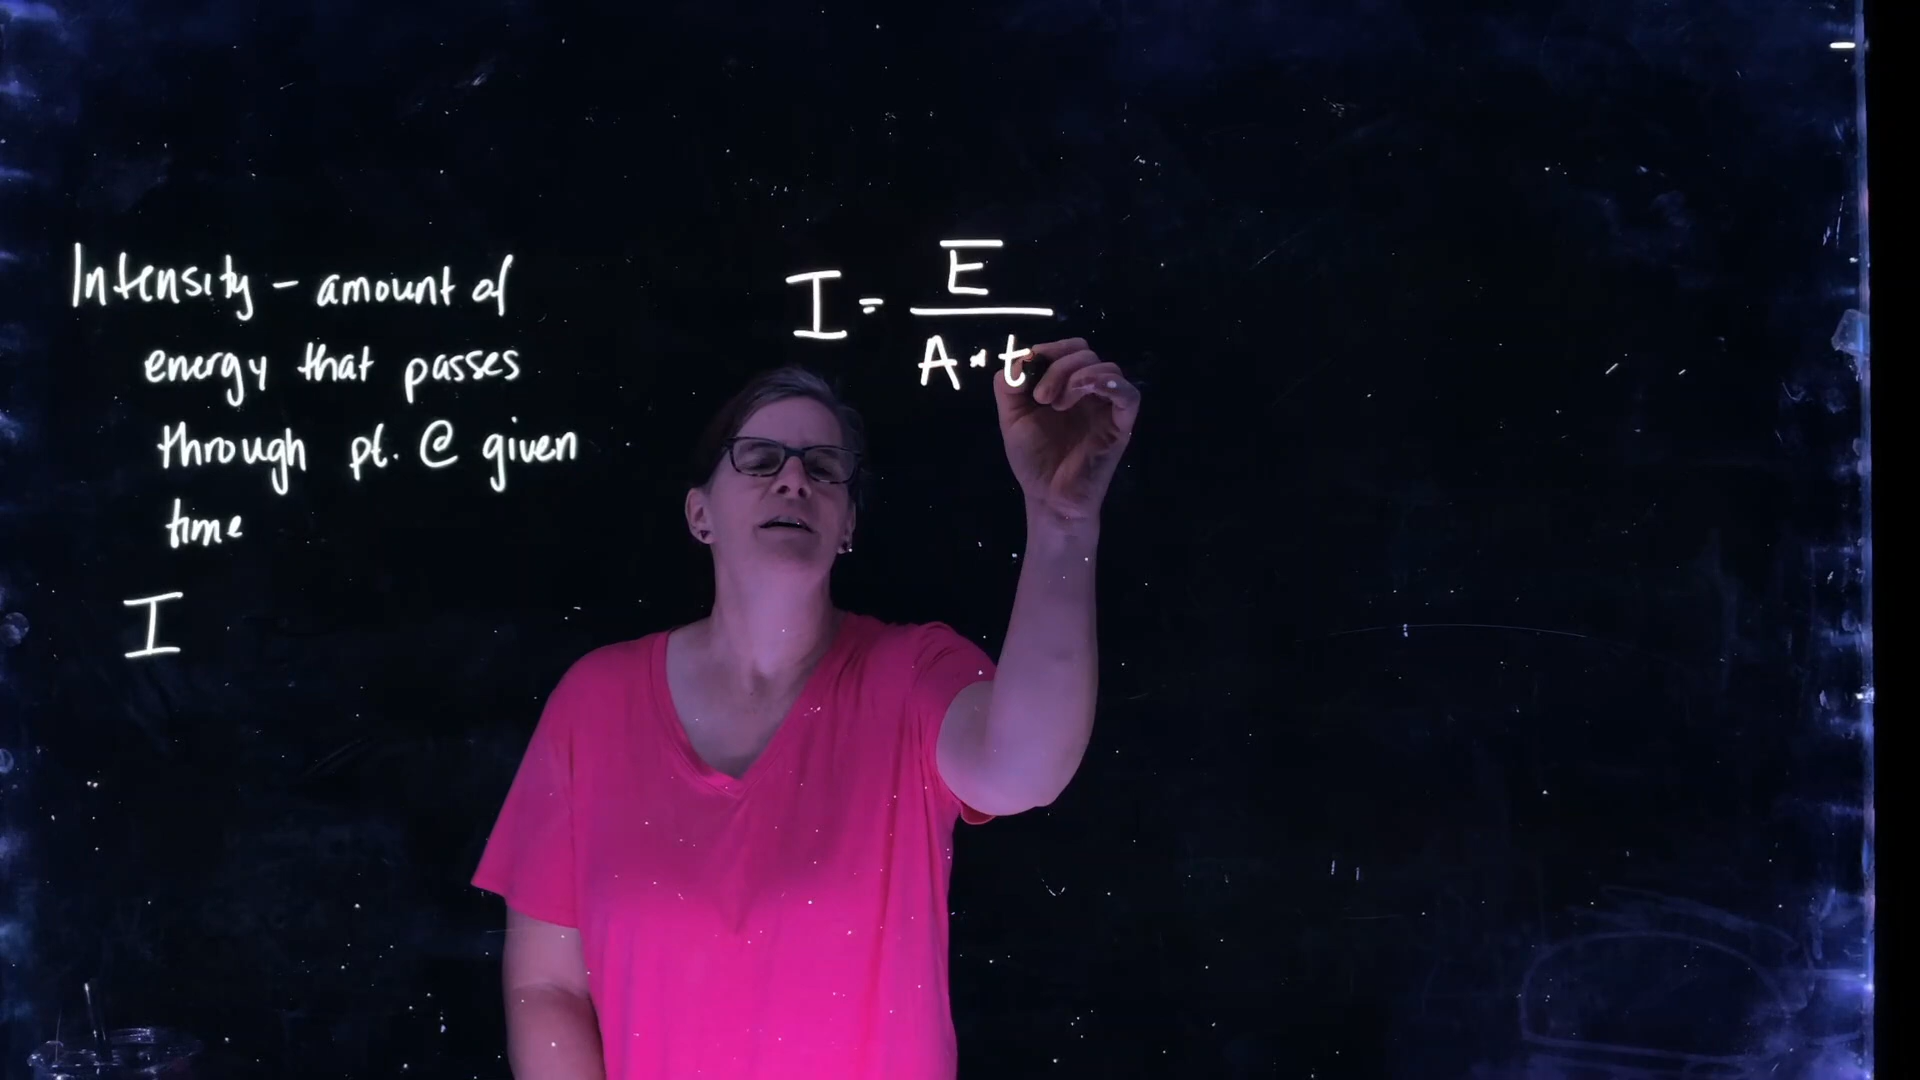 Intensity - amount of
energy that passes
through pt. @ given
time
I
I = E
A * t